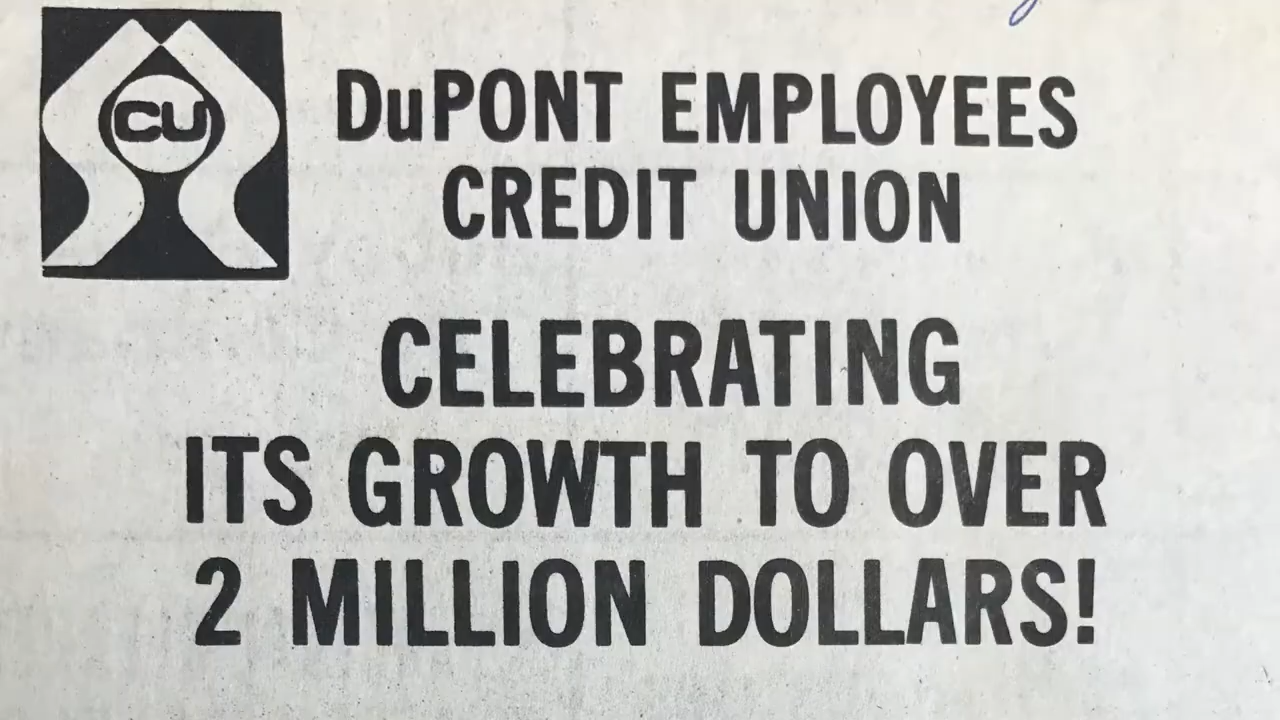 CU
DuPONT EMPLOYEES
CREDIT UNION
CELEBRATING
ITS GROWTH TO OVER
2 MILLION DOLLARS!